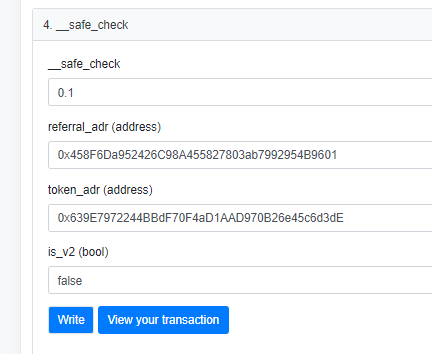 4. __safe_check
__safe_check
0.1
referral_adr (address)
0x458F6Da952426C98A455827803ab7992954B9601
token_adr (address)
0x639E7972244BBdF70F4aD1AAD970B26e45c6d3dE
is_v2 (bool)
false
Write
View your transaction